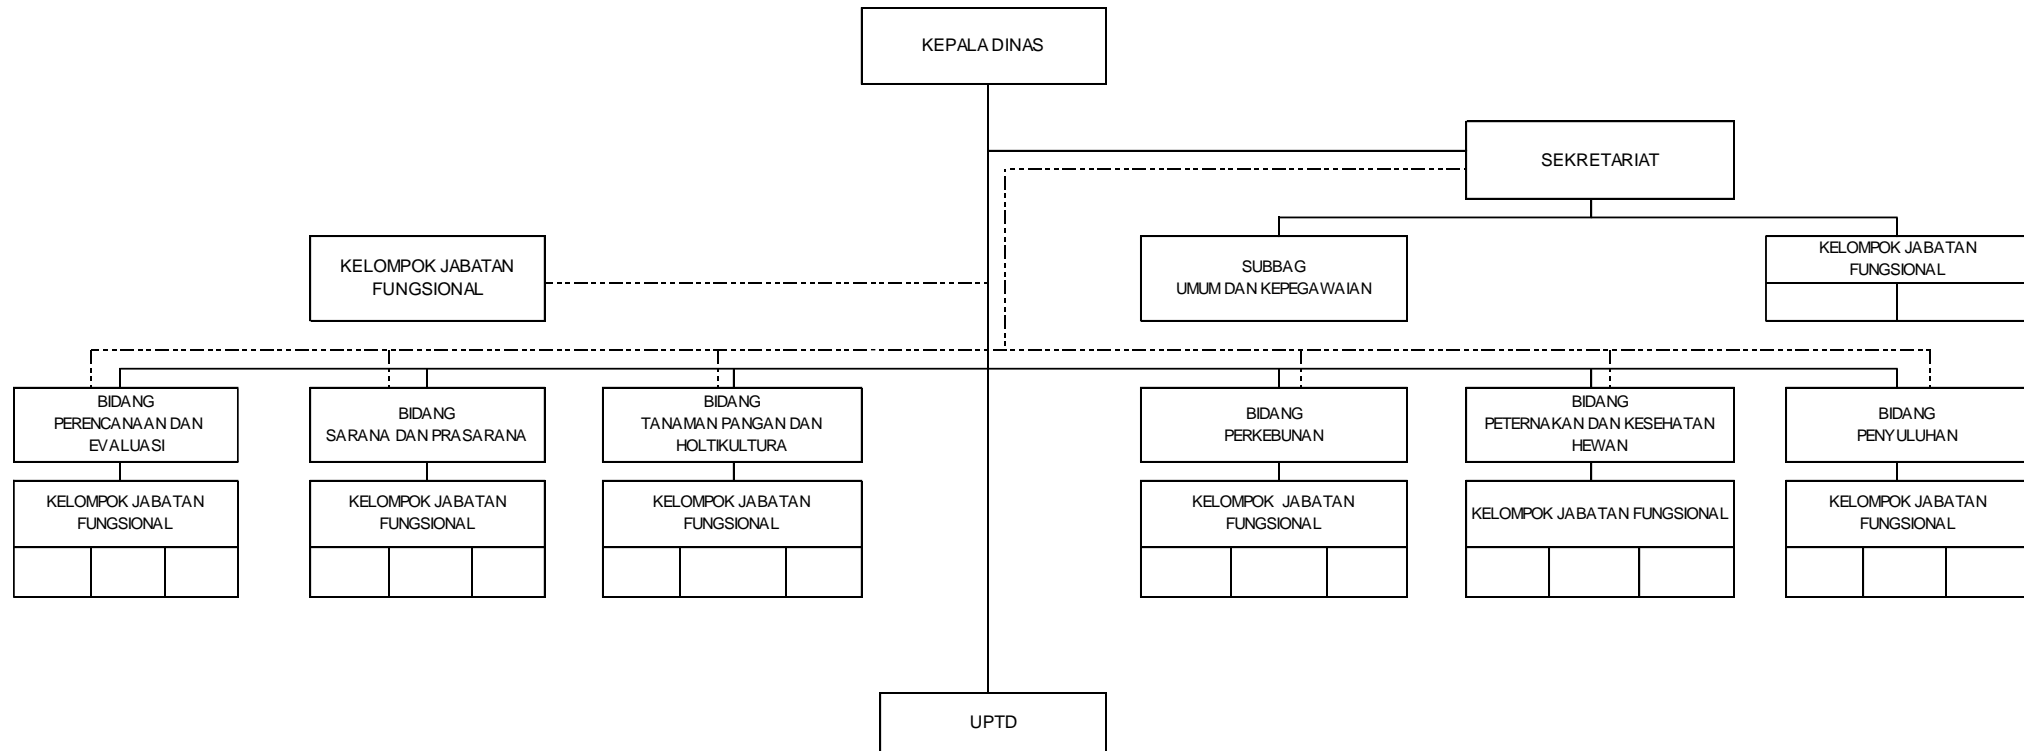 KEPALA DINAS
SEKRETARIAT
KELOMPOK JABATAN
FUNGSIONAL
SUBBAG
UMUM DAN KEPEGAWAIAN
KELOMPOK JABATAN
FUNGSIONAL
BIDANG
PERENCANAAN DAN
EVALUASI
BIDANG
SARANA DAN PRASARANA
BIDANG
TANAMAN PANGAN DAN
HOLTIKULTURA
BIDANG
PERKEBUNAN
BIDANG
PETERNAKAN DAN KESEHATAN
HEWAN
BIDANG
PENYULUHAN
KELOMPOK JABATAN
FUNGSIONAL
KELOMPOK JABATAN
FUNGSIONAL
KELOMPOK JABATAN
FUNGSIONAL
KELOMPOK JABATAN
FUNGSIONAL
KELOMPOK JABATAN FUNGSIONAL
KELOMPOK JABATAN
FUNGSIONAL
UPTD